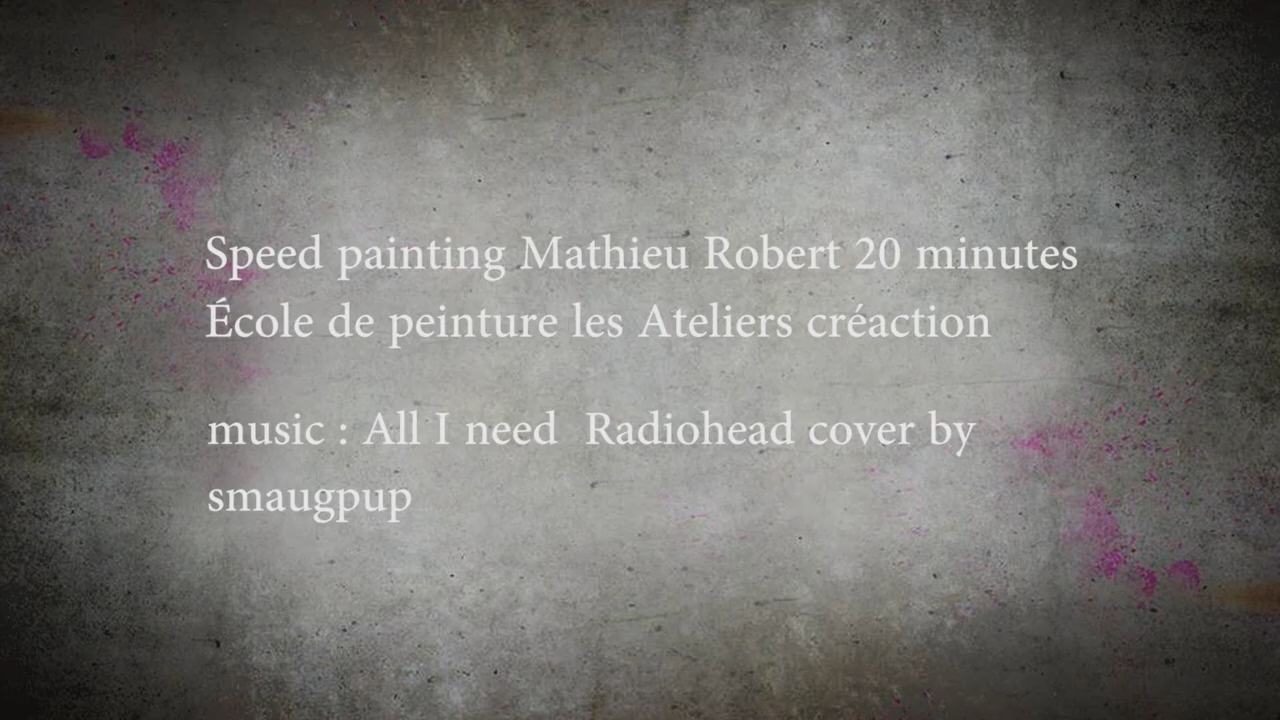 Speed painting Mathieu Robert 20 minutes
École de peinture les Ateliers créaction
music : All I need  Radiohead cover by
smaugpup